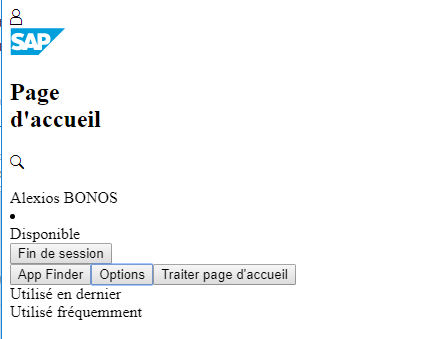 SAP
Page
d'accueil
Alexios BONOS
Disponible
Fin de session
App Finder Options Traiter page d'accueil
Utilisé en dernier
Utilisé fréquemment